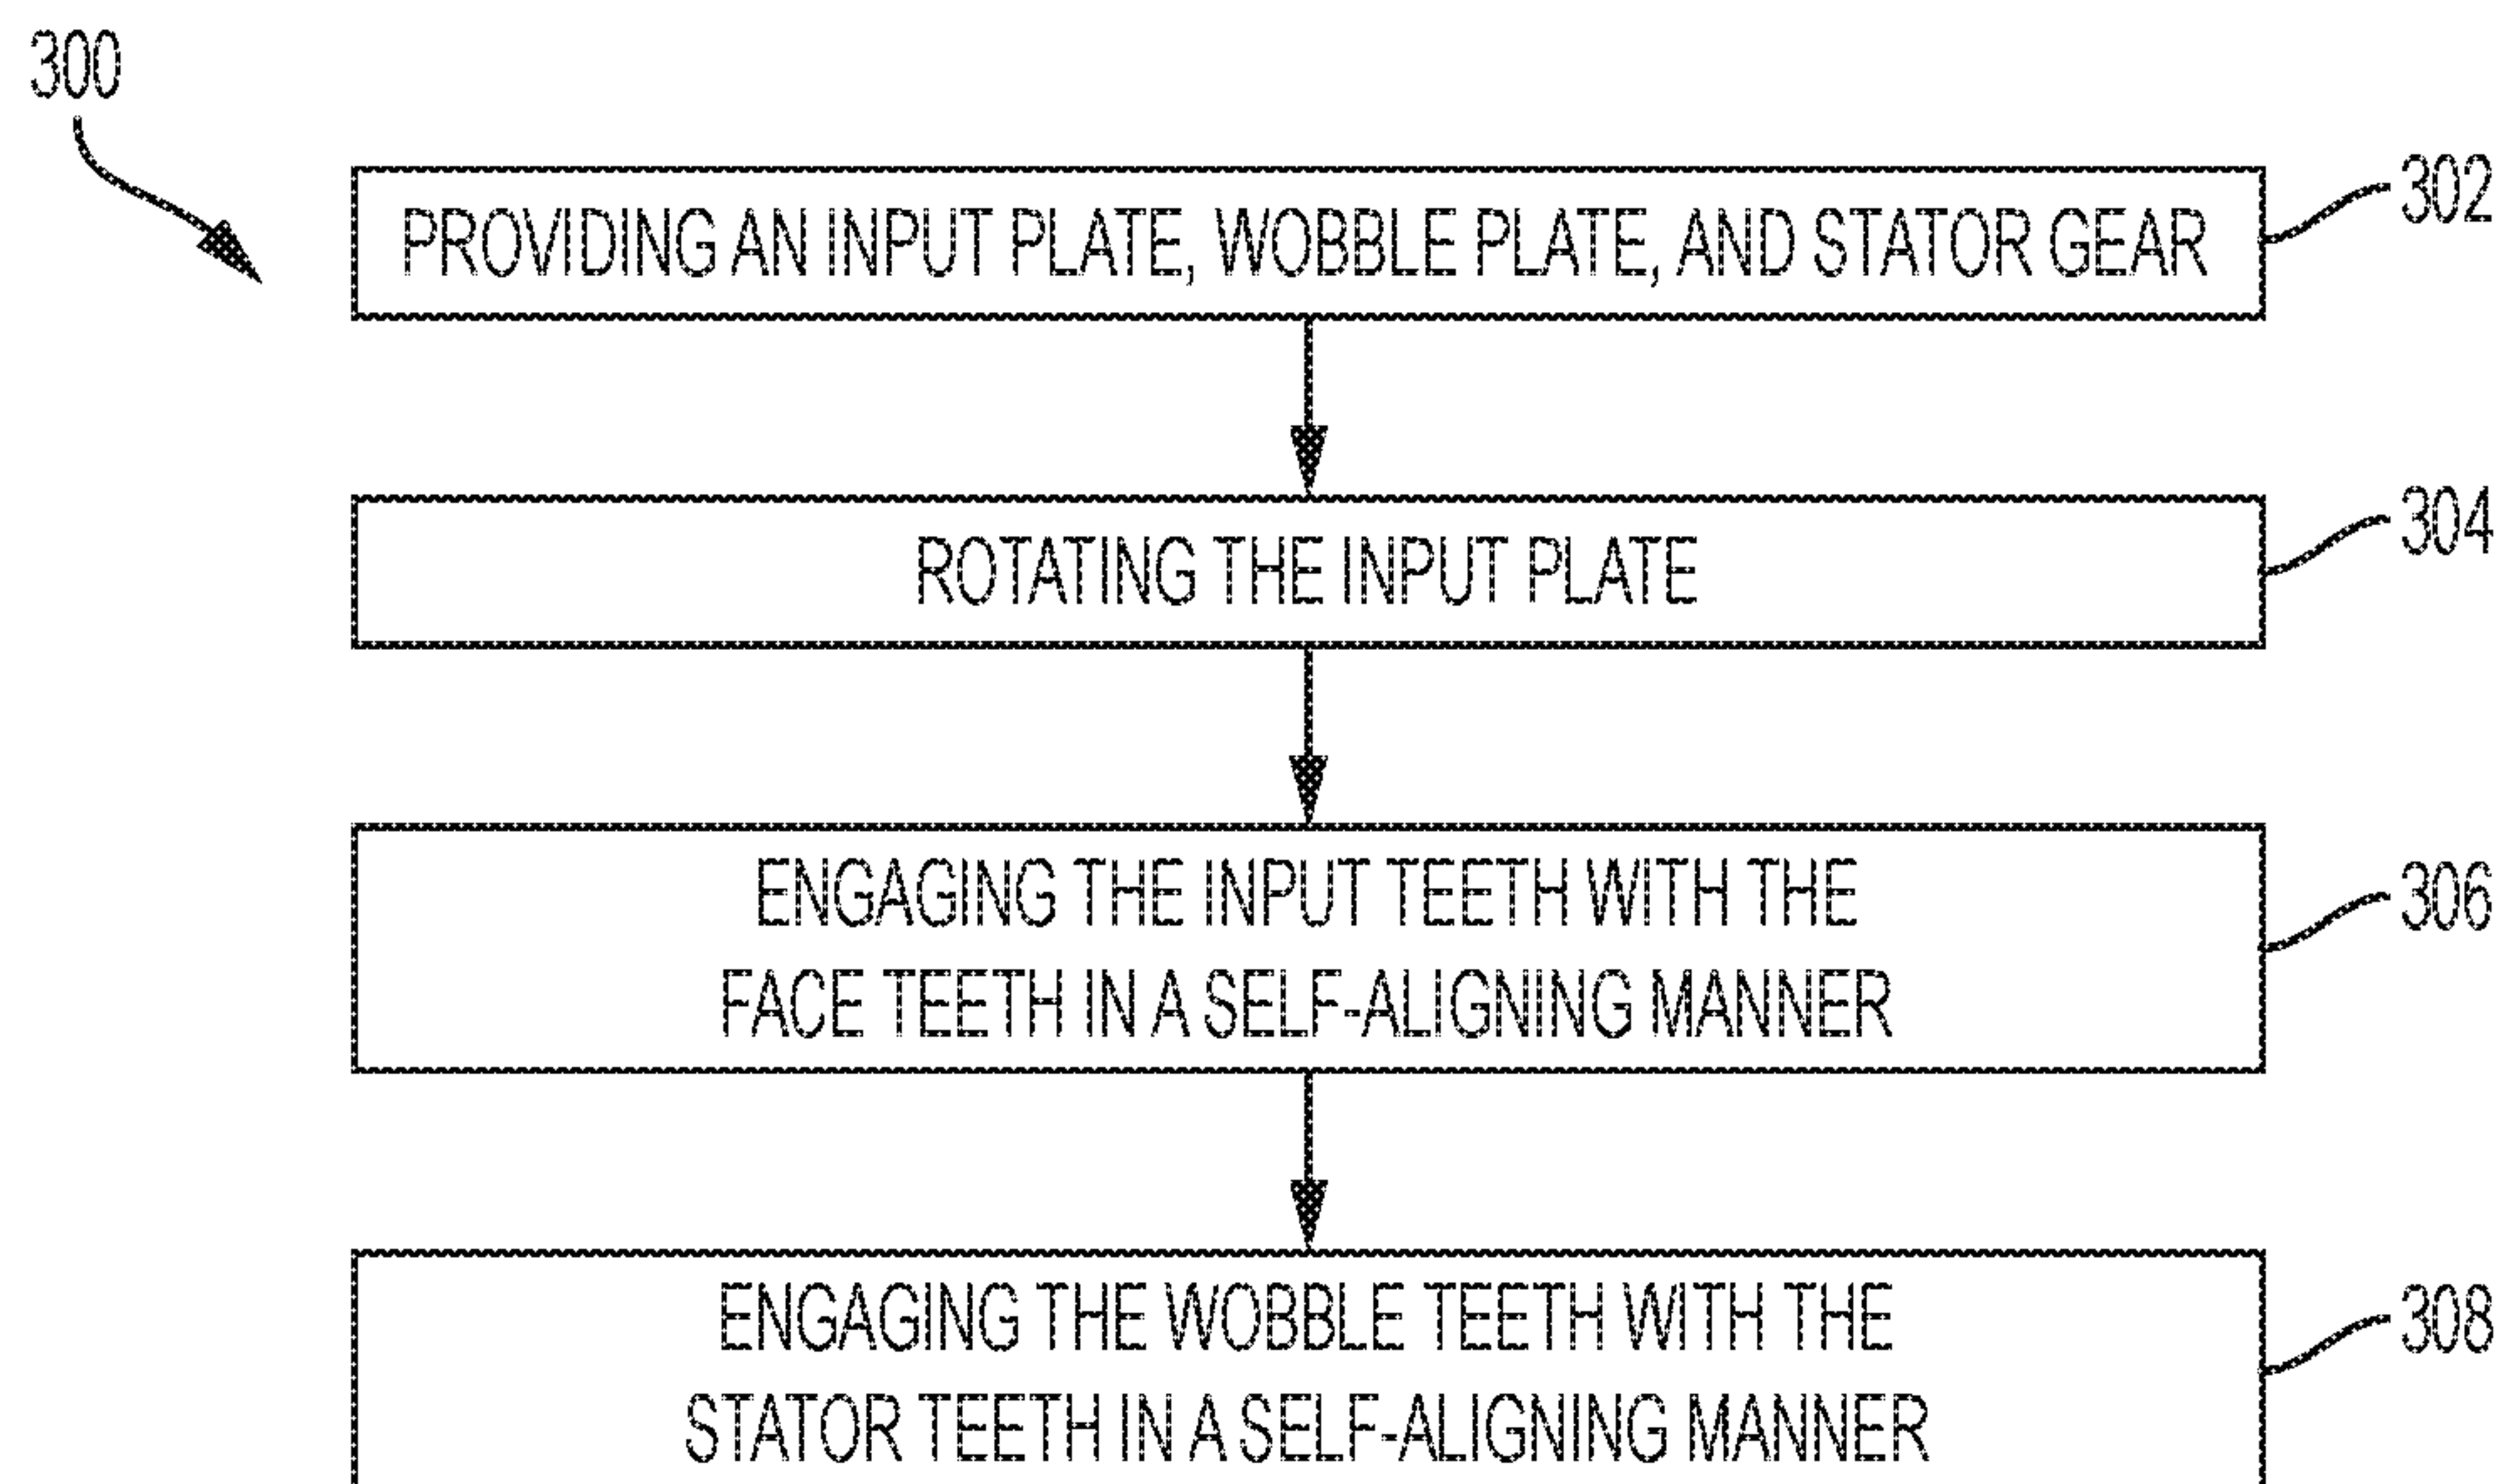 300
PROVIDING AN INPUT PLATE, WOBBLE PLATE, AND STATOR GEAR
302
ROTATING THE INPUT PLATE
304
ENGAGING THE INPUT TEETH WITH THE
FACE TEETH IN A SELF-ALIGNING MANNER
306
ENGAGING THE WOBBLE TEETH WITH THE
STATOR TEETH IN A SELF-ALIGNING MANNER
308